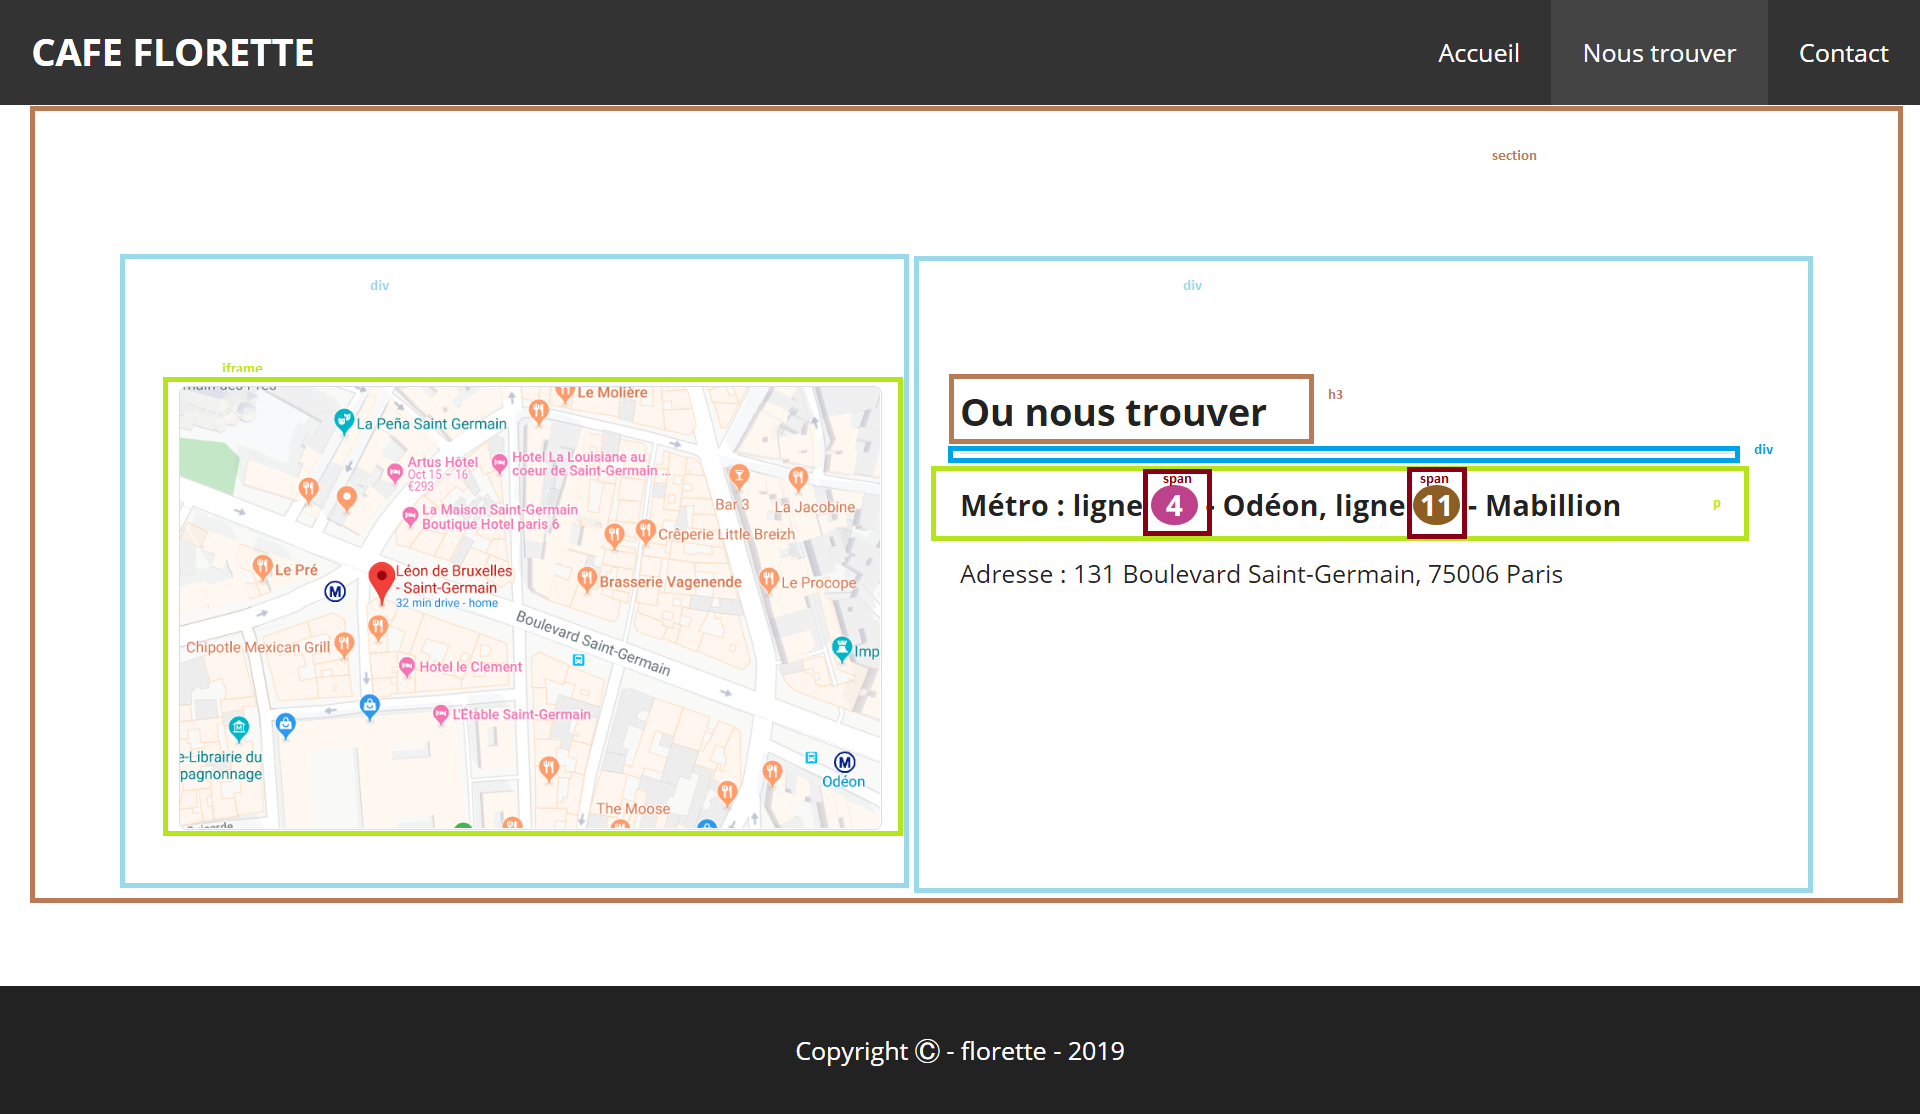 CAFE FLORETTE
Accueil
Nous trouver
Contact
section
div
div
iframe
Le Molière
La Peña Saint Germain
Artus Hôtel
Oct 15 – 16
€293
Hotel La Louisiane au
coeur de Saint-Germain ...
Bar 3
La Jacobine
La Maison Saint-Germain
Boutique Hotel paris 6
Crêperie Little Breizh
Le Pré
M
Léon de Bruxelles
- Saint-Germain
32 min drive - home
Brasserie Vagenende
Le Procope
Boulevard Saint-Germain
Chipotle Mexican Grill
Imp
Hotel le Clement
L'Étable Saint-Germain
e-Librairie du
pagnonnage
M
Odéon
The Moose
Ou nous trouver
h3
div
span
span
Métro : ligne 4 - Odéon, ligne 11 - Mabillion
p
Adresse : 131 Boulevard Saint-Germain, 75006 Paris
Copyright © - florette - 2019